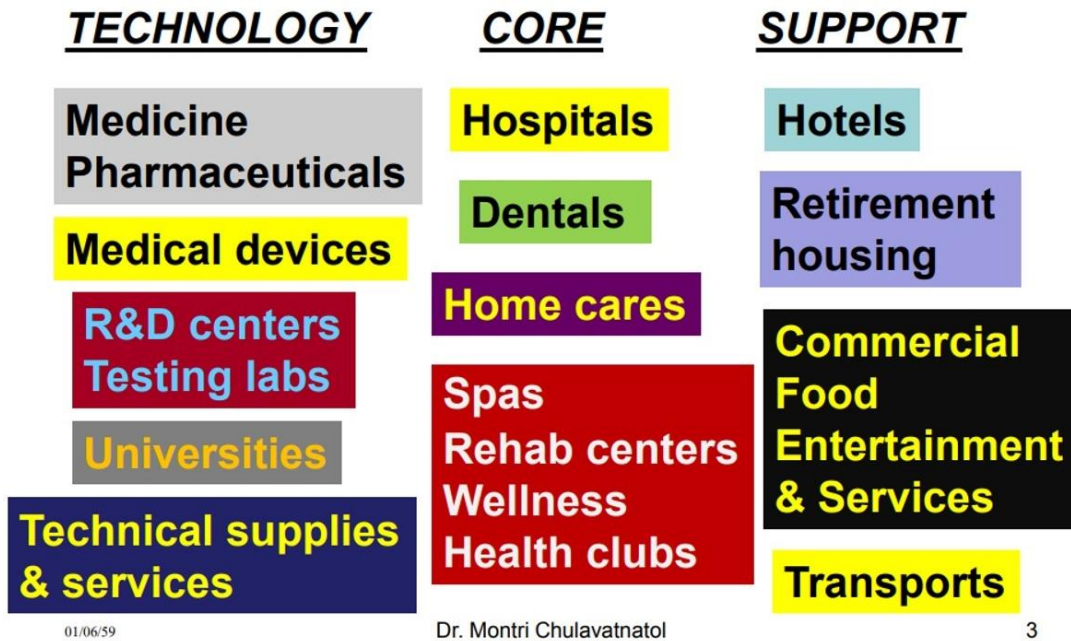 TECHNOLOGY
Medicine
Pharmaceuticals
Medical devices
R&D centers
Testing labs
Universities
Technical supplies
& services
CORE
Hospitals
Dentals
Home cares
Spas
Rehab centers
Wellness
Health clubs
SUPPORT
Hotels
Retirement
housing
Commercial
Food
Entertainment
& Services
Transports
01/06/59
Dr. Montri Chulavatnatol
3